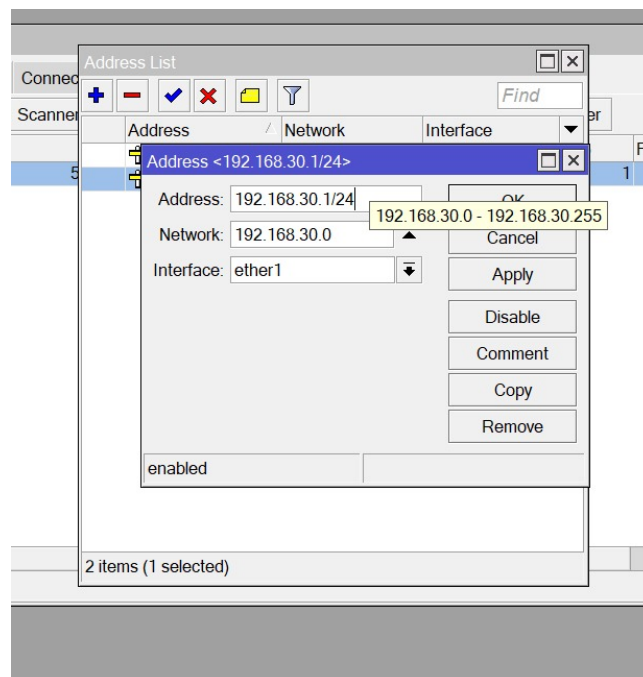 Address List
Connec
Find
Scanner
er
Address Network Interface
F
Address <192.168.30.1/24>
5
1
Address: 192.168.30.1/24
OK
192.168.30.0 - 192.168.30.255
Network: 192.168.30.0
Cancel
Interface: ether1
Apply
Disable
Comment
Copy
Remove
enabled
2 items (1 selected)